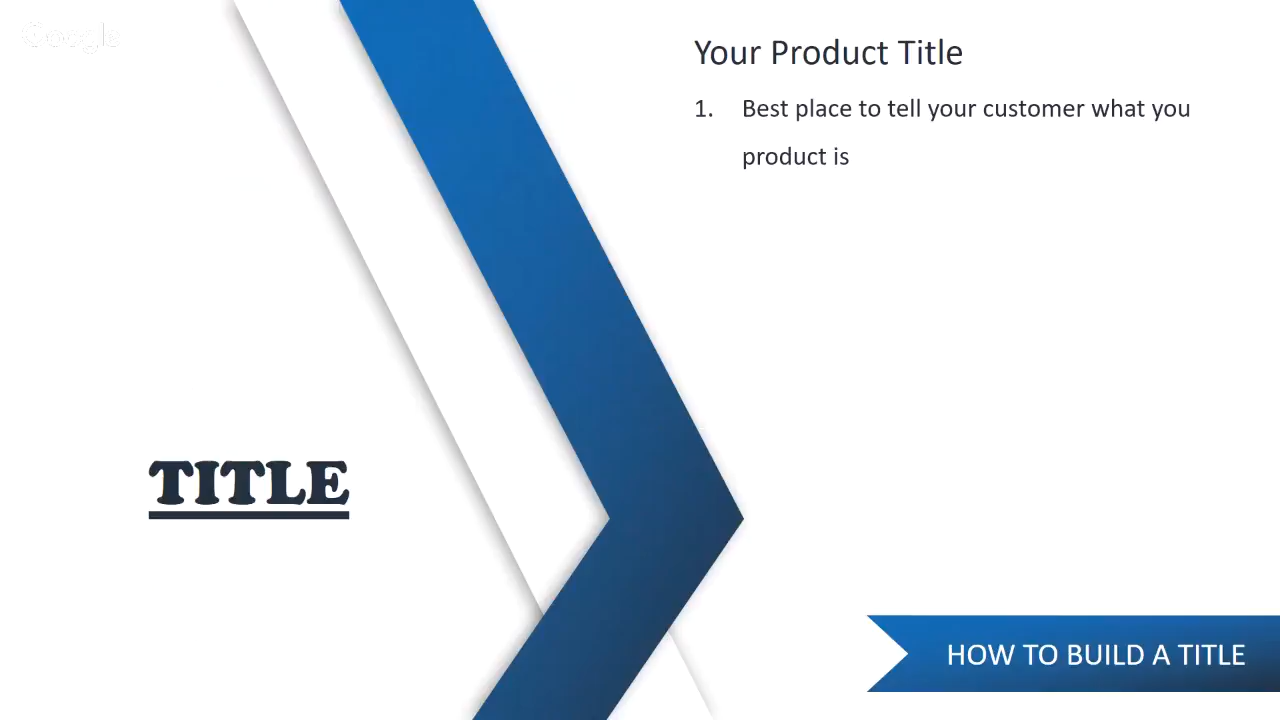 Google
Your Product Title
1. Best place to tell your customer what you
product is
TITLE
HOW TO BUILD A TITLE